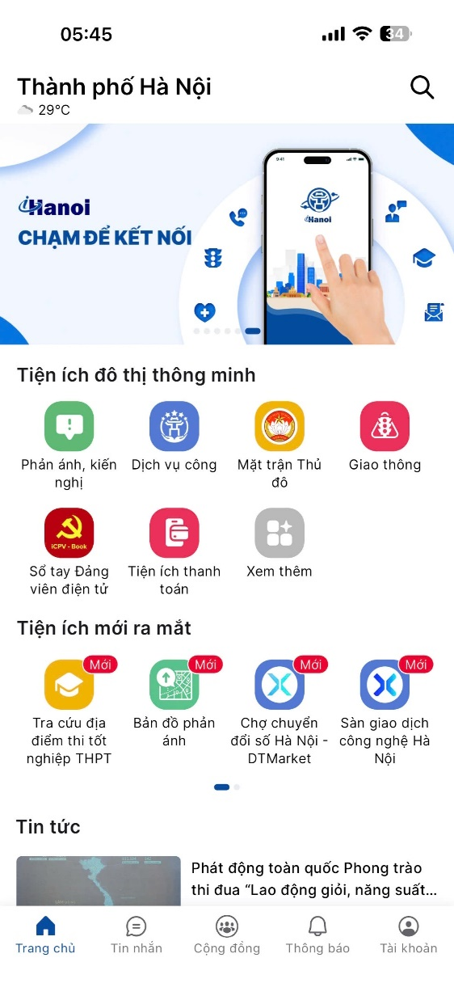 05:45
34
Thành phố Hà Nội
29°C
iHanoi
CHẠM ĐỂ KẾT NỐI
9:41
iHanoi
Tiện ích đô thị thông minh
Phản ánh, kiến
nghị
Dịch vụ công
Mặt trận Thủ
đô
Giao thông
iCPV - Book
Sổ tay Đảng
viên điện tử
Tiện ích thanh
toán
Xem thêm
Tiện ích mới ra mắt
Mới
Mới
Mới
Mới
Tra cứu địa
điểm thi tốt
nghiệp THPT
Bản đồ phản
ánh
Chợ chuyển
đổi số Hà Nội -
DTMarket
Sàn giao dịch
công nghệ Hà
Nội
Tin tức
Phát động toàn quốc Phong trào
thi đua “Lao động giỏi, năng suất...
Trang chủ
Tin nhắn
Cộng đồng
Thông báo
Tài khoản